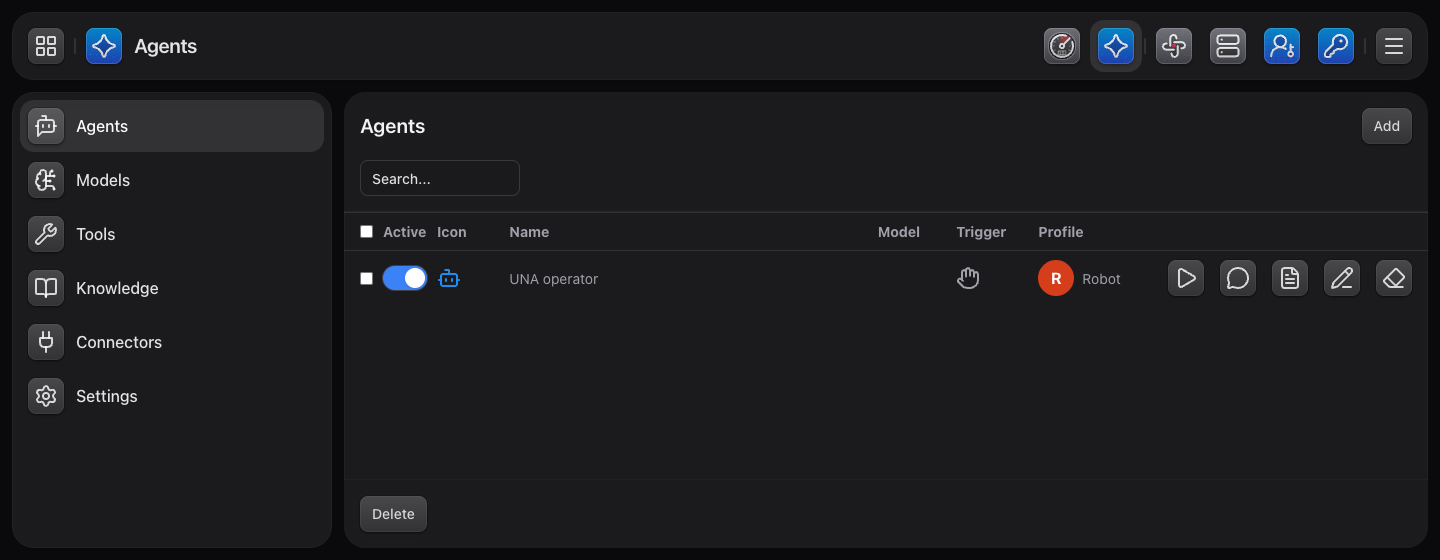 Agents
Agents
Models
Tools
Knowledge
Connectors
Settings
Agents
Add
Search...
Active Icon Name Model Trigger Profile
UNA operator R Robot
Delete